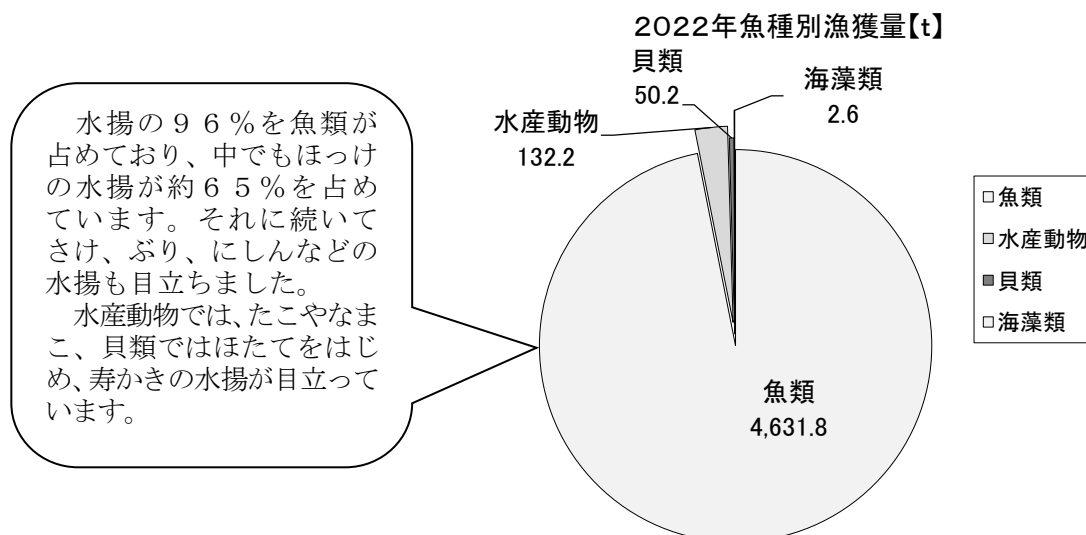 2022年魚種別漁獲量【t】
貝類
50.2
海藻類
2.6
水産動物
132.2
魚類
4,631.8
魚類
水産動物
貝類
海藻類
　水揚の９６％を魚類が
占めており、中でもほっけ
の水揚が約６５％を占め
ています。それに続いて
さけ、ぶり、にしんなどの
水揚も目立ちました。
　水産動物では、たこやなま
こ、貝類ではほたてをはじ
め、寿かきの水揚が目立って
います。